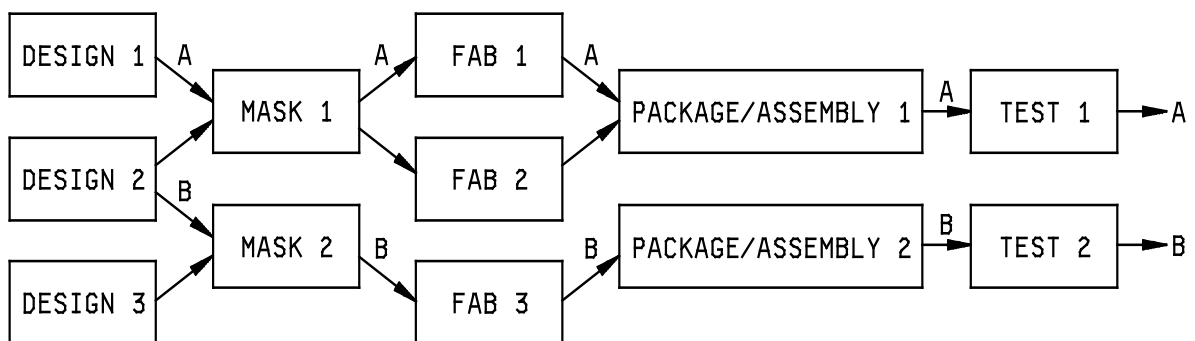 DESIGN 1
A
MASK 1
A
FAB 1
A
PACKAGE/ASSEMBLY 1
A
TEST 1
A
DESIGN 2
FAB 2
B
MASK 2
B
FAB 3
B
PACKAGE/ASSEMBLY 2
B
TEST 2
B
DESIGN 3